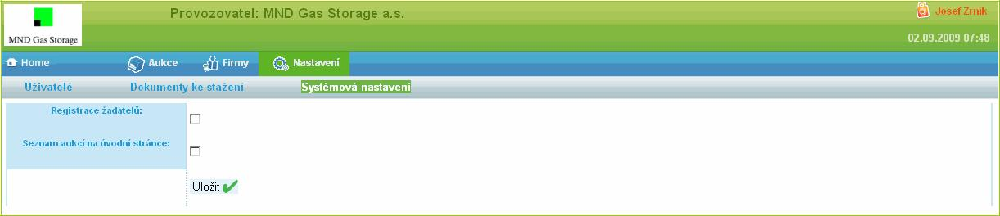 Provozovatel: MND Gas Storage a.s.
Josef Zrník
MND Gas Storage
02.09.2009 07:48
Home Aukce Firmy Nastavení
Uživatelé Dokumenty ke stažení Systémová nastavení
Registrace žadatelů:
Seznam aukcí na úvodní stránce:
Uložit